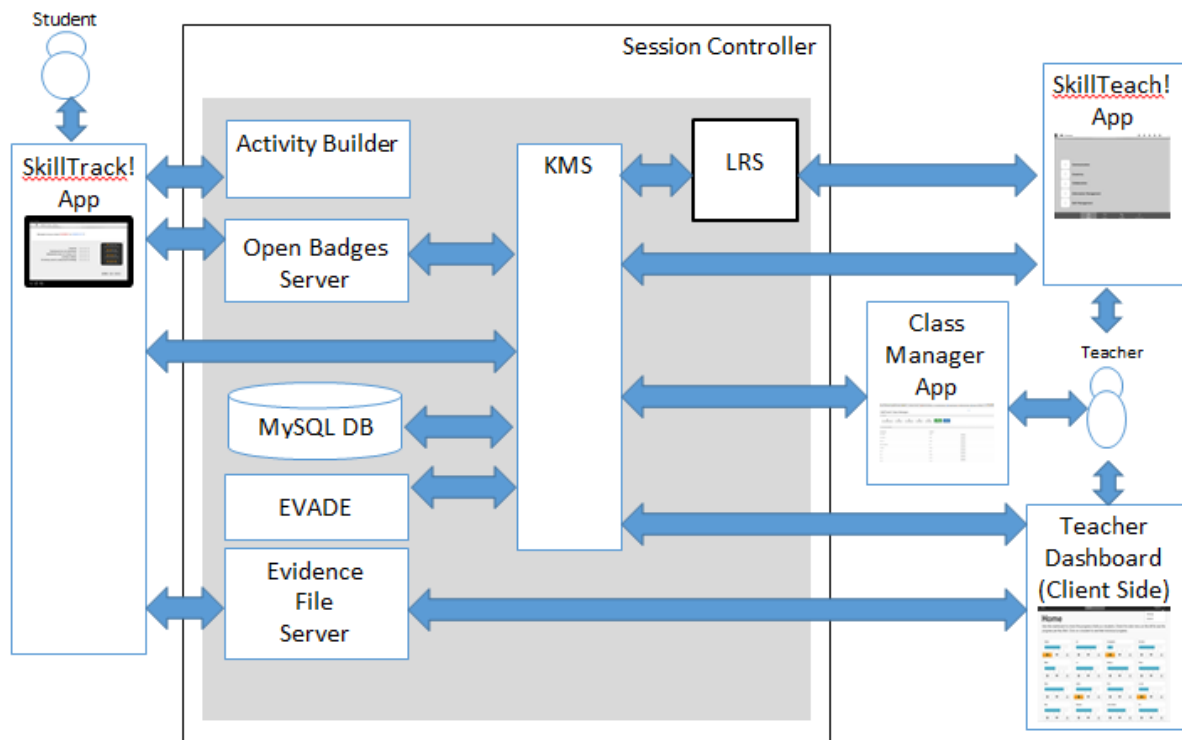 Student
Session Controller
SkillTrack!
App
Activity Builder
Open Badges
Server
MySQL DB
EVADE
Evidence
File
Server
KMS
LRS
SkillTeach!
App
Class
Manager
App
Teacher
Teacher
Dashboard
(Client Side)
Home